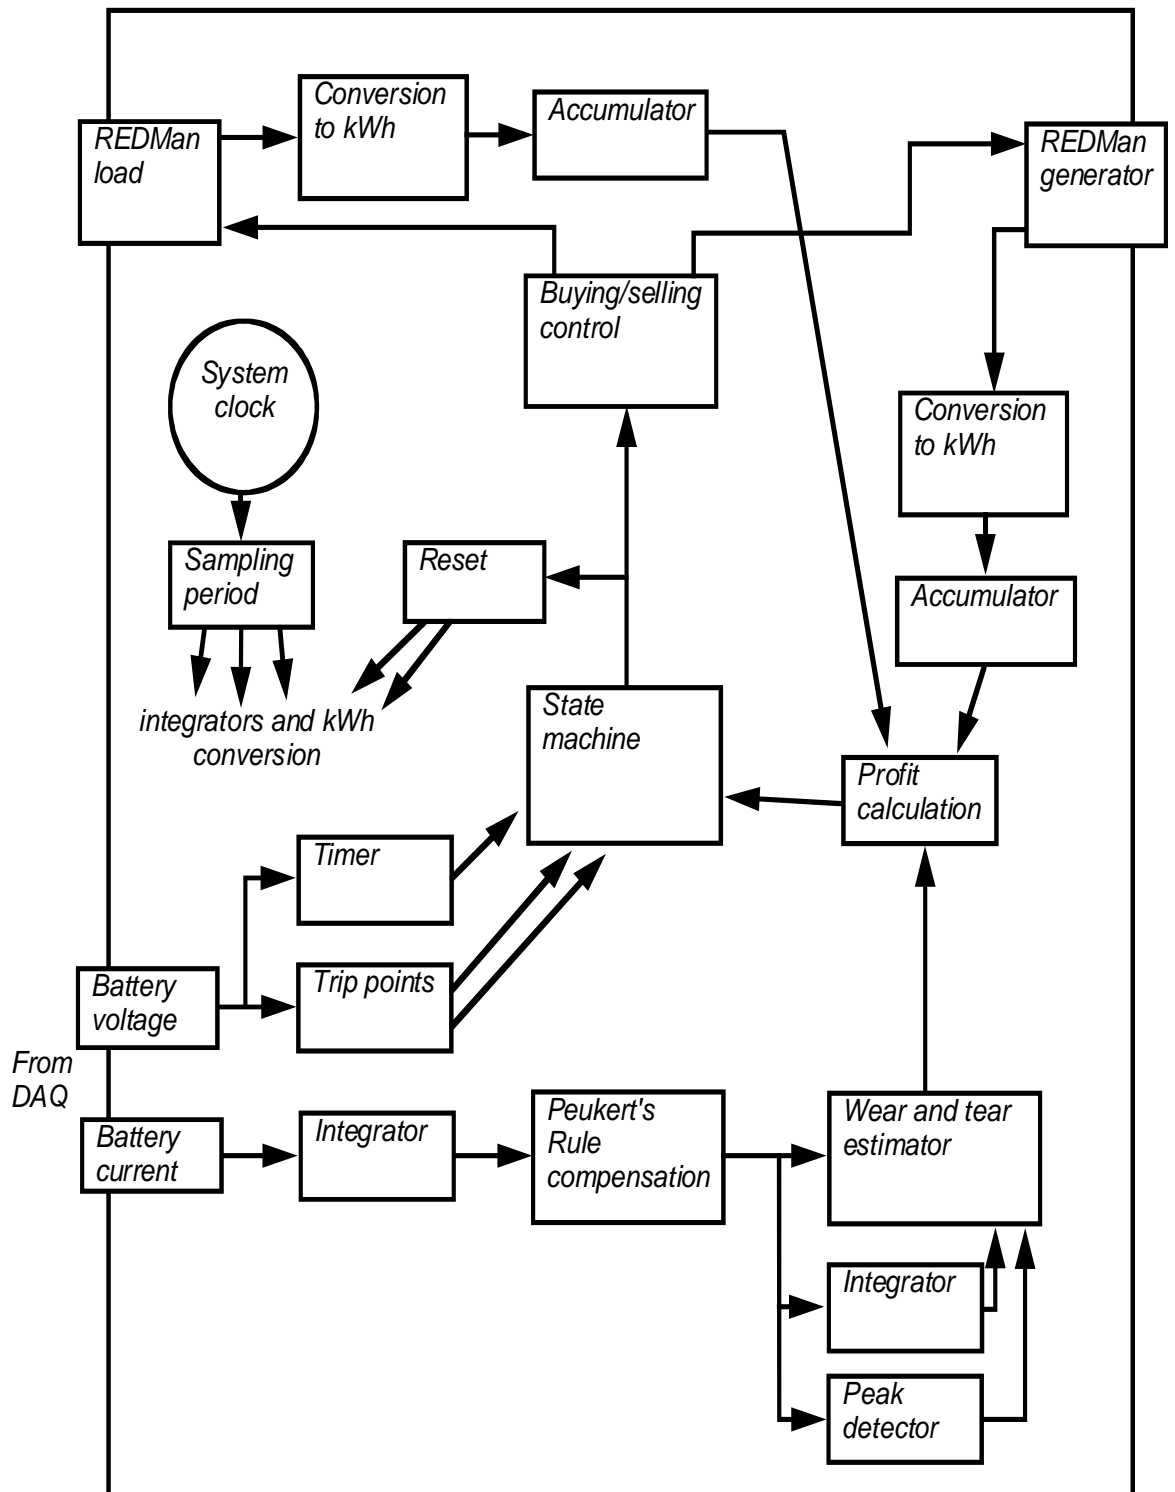 Conversion
to kWh
Accumulator
REDMan
load
REDMan
generator
Buying/selling
control
System
clock
Conversion
to kWh
Sampling
period
Reset
Accumulator
integrators and kWh
conversion
State
machine
Profit
calculation
Timer
Trip points
Battery
voltage
From
DAQ
Battery
current
Integrator
Peukert's
Rule
compensation
Wear and tear
estimator
Integrator
Peak
detector